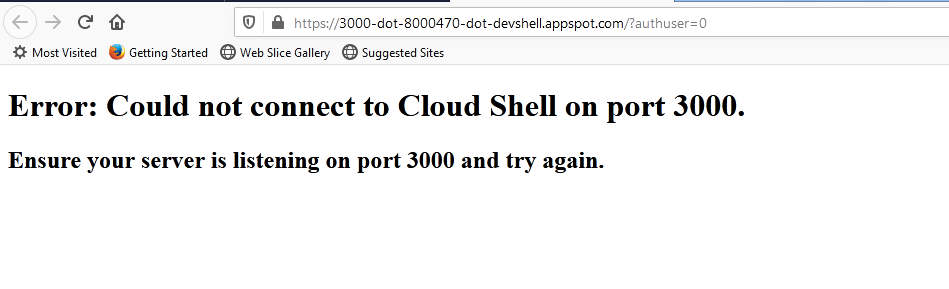 https://3000-dot-8000470-dot-devshell.appspot.com/?authuser=0
Most Visited Getting Started Web Slice Gallery Suggested Sites
Error: Could not connect to Cloud Shell on port 3000.
Ensure your server is listening on port 3000 and try again.